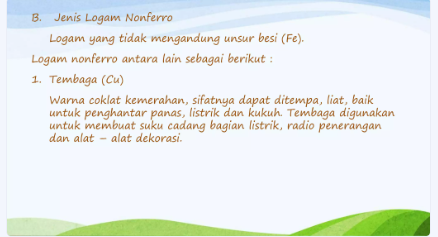 B. Jenis Logam Nonferro
Logam yang tidak mengandung unsur besi (Fe).
Logam nonferro antara lain sebagai berikut :
1. Tembaga (Cu)
Warna coklat kemerahan, sifatnya dapat ditempa, liat, baik
untuk penghantar panas, listrik dan kukuh. Tembaga digunakan
untuk membuat suku cadang bagian listrik, radio penerangan
dan alat – alat dekorasi.